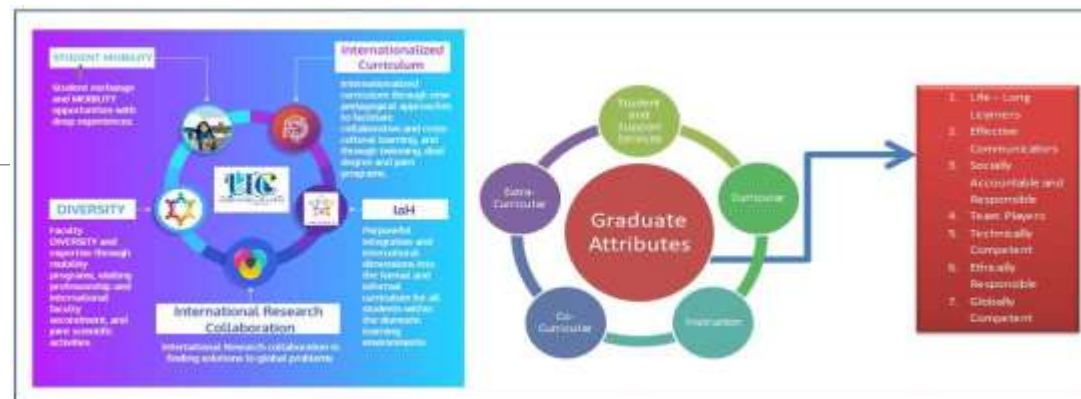 STUDENT MOBILITY
Student exchange
and MOBILITY
opportunities with
deep experiences.
Internationalized
Curriculum
Internationalized
curriculum through new
pedagogical approaches
to facilitate
collaborative and cross
cultural learning, and
through twinning, dual
degree and joint
programs.
DIVERSITY
Faculty
DIVERSITY and
expertise through
mobility
programs, visiting
professorship and
international
faculty
recruitment, and
joint scientific
activities
IaH
Purposeful
integration and
international
dimensions into
the formal and
informal
curriculum for all
students within
the domestic
learning
environments
International Research
Collaboration
International Research collaboration in
finding solutions to global problems
Student
and
Support
Services
Extra-
Curricular
Curricular
Graduate
Attributes
Co-
Curricular
Instruction
1. Life – Long
Learners
2. Effective
Communicators
3. Socially
Accountable and
Responsible
4. Team Players
5. Technically
Competent
6. Ethically
Responsible
7. Globally
Competent